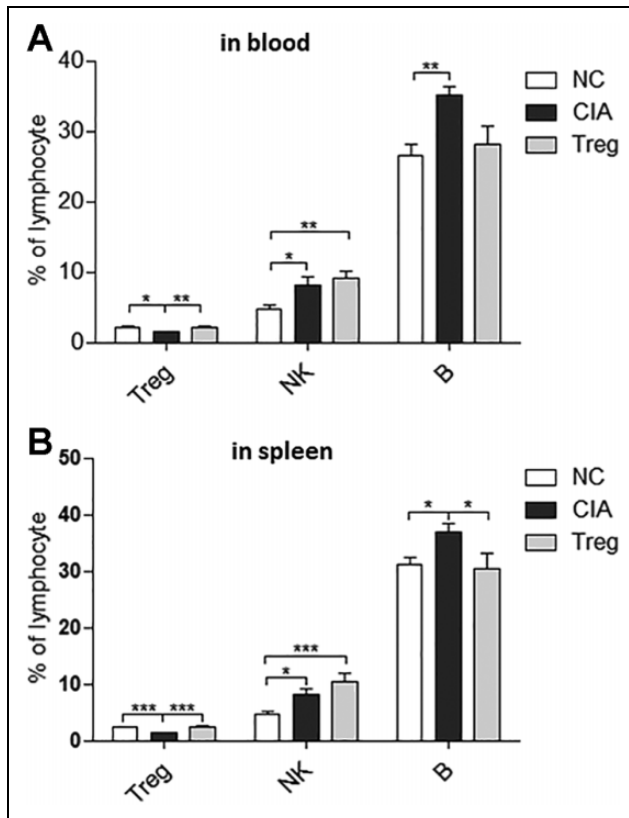 A
in blood
% of lymphocyte
40
30
20
10
0
NC
CIA
Treg
* **
* **
**
Treg
NK
B
B
in spleen
% of lymphocyte
50
40
30
20
10
0
NC
CIA
Treg
*** ***
* ***
* *
Treg
NK
B